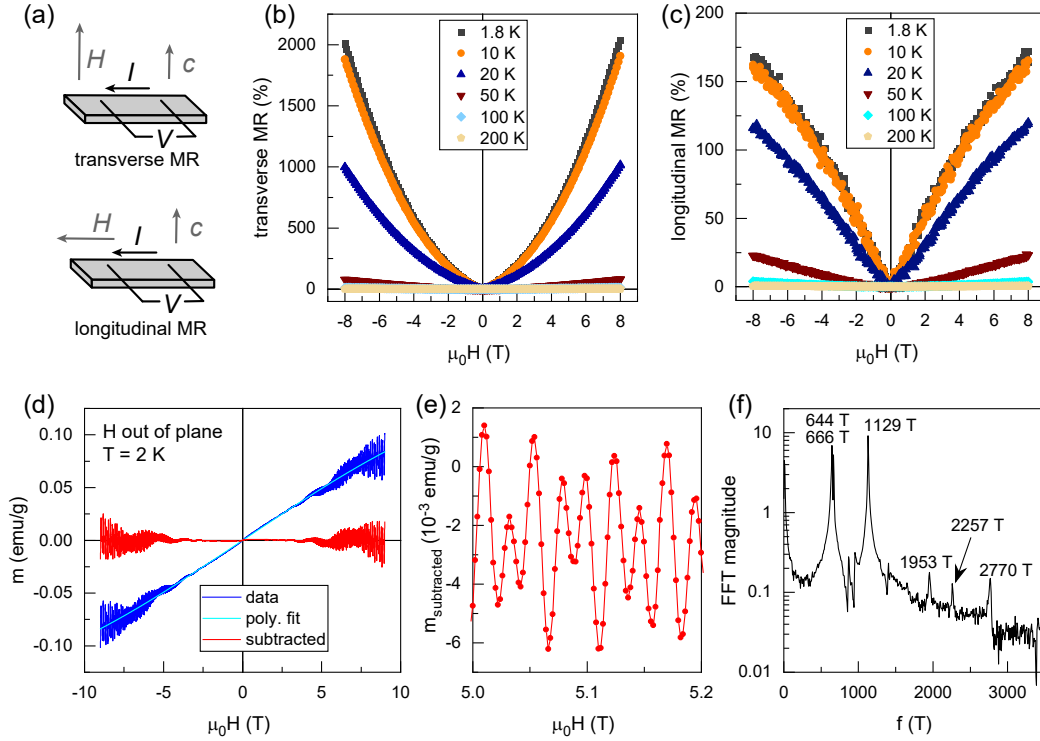 (a)
H
I
c
V
transverse MR
H
I
c
V
longitudinal MR
(b)
transverse MR (%)
2000
1500
1000
500
0
1.8 K
10 K
20 K
50 K
100 K
200 K
-8 -6 -4 -2 0 2 4 6 8
μ₀H (T)
(c)
longitudinal MR (%)
200
150
100
50
0
1.8 K
10 K
20 K
50 K
100 K
200 K
-8 -6 -4 -2 0 2 4 6 8
μ₀H (T)
(d)
m (emu/g)
0.10
0.05
0.00
-0.05
-0.10
H out of plane
T = 2 K
data
poly. fit
subtracted
-10 -5 0 5 10
μ₀H (T)
(e)
m_subtracted (10⁻³ emu/g)
2
0
-2
-4
-6
5.0 5.1 5.2
μ₀H (T)
(f)
FFT magnitude
10
1
0.1
0.01
644 T
666 T
1129 T
1953 T
2257 T
2770 T
0 1000 2000 3000
f (T)